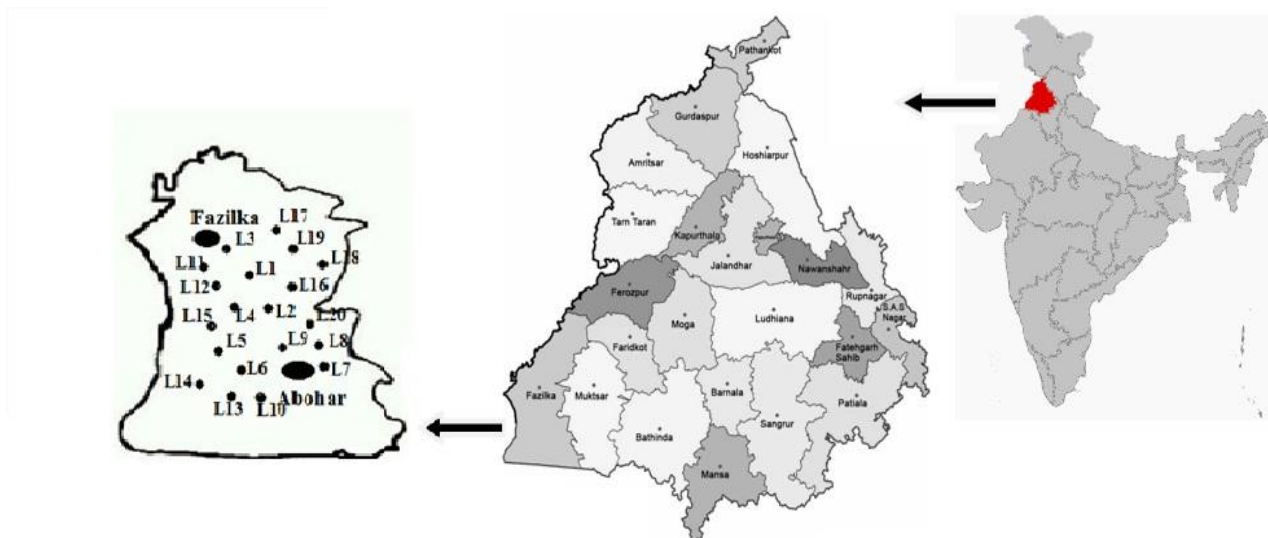 L17
Fazilka
L3
L19
L11
L18
L1
L12
L16
L4
L2
L15
L20
L5
L9
L8
L6
L7
L14
Albohar
L13
L10
Pathankot
Gurdaspur
Amritsar
Hoshiarpur
Tarn Taran
Kapurthala
Jalandhar
Nawanshahr
Ferozpur
Rupnagar
S.A.S
Nagar
Moga
Ludhiana
Faridkot
Fatehgarh
Sahib
Fazilka
Muktsar
Barnala
Patiala
Sangrur
Bathinda
Mansa